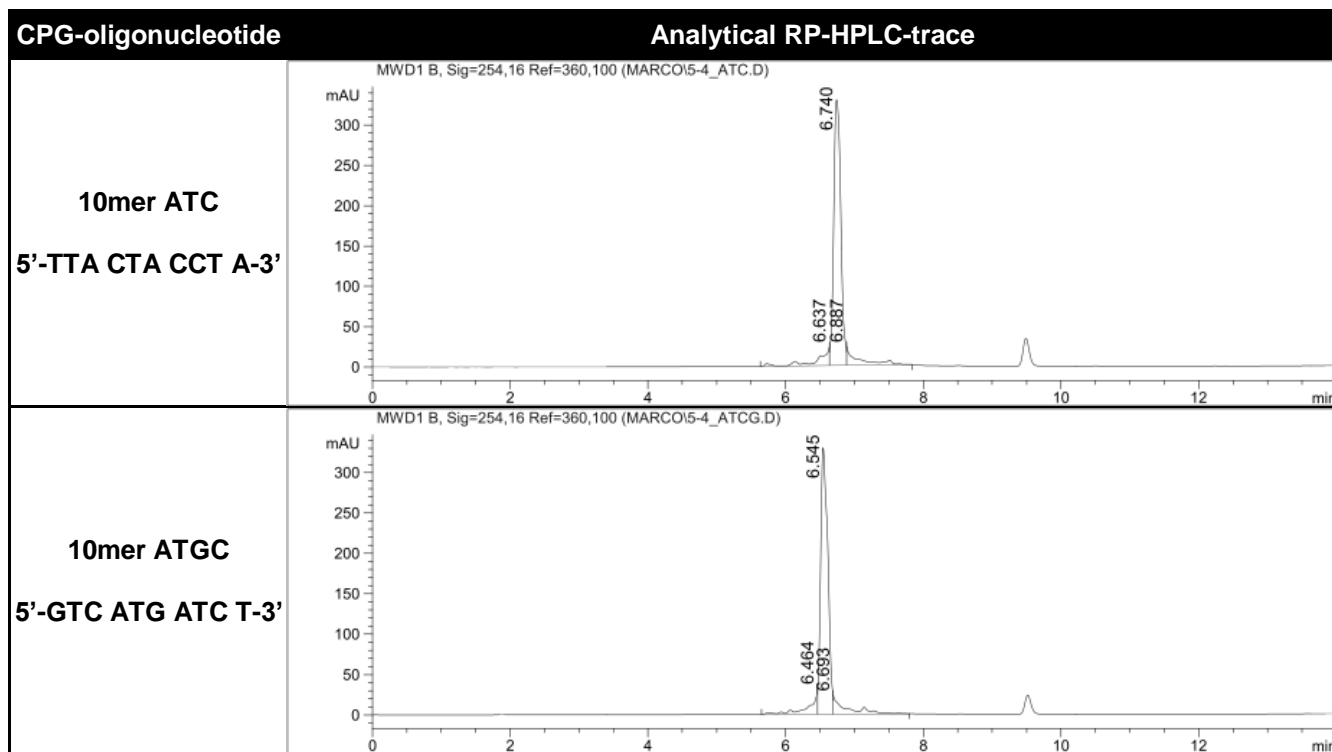 CPG-oligonucleotide Analytical RP-HPLC-trace
MWD1 B, Sig=254,16 Ref=360,100 (MARCO\5-4_ATC.D)
mAU
300
250
200
150
100
50
0
6.637
6.740
6.887
0 2 4 6 8 10 12 min
10mer ATC
5’-TTA CTA CCT A-3’
MWD1 B, Sig=254,16 Ref=360,100 (MARCO\5-4_ATCG.D)
mAU
300
250
200
150
100
50
0
6.464
6.545
6.693
0 2 4 6 8 10 12 min
10mer ATGC
5’-GTC ATG ATC T-3’